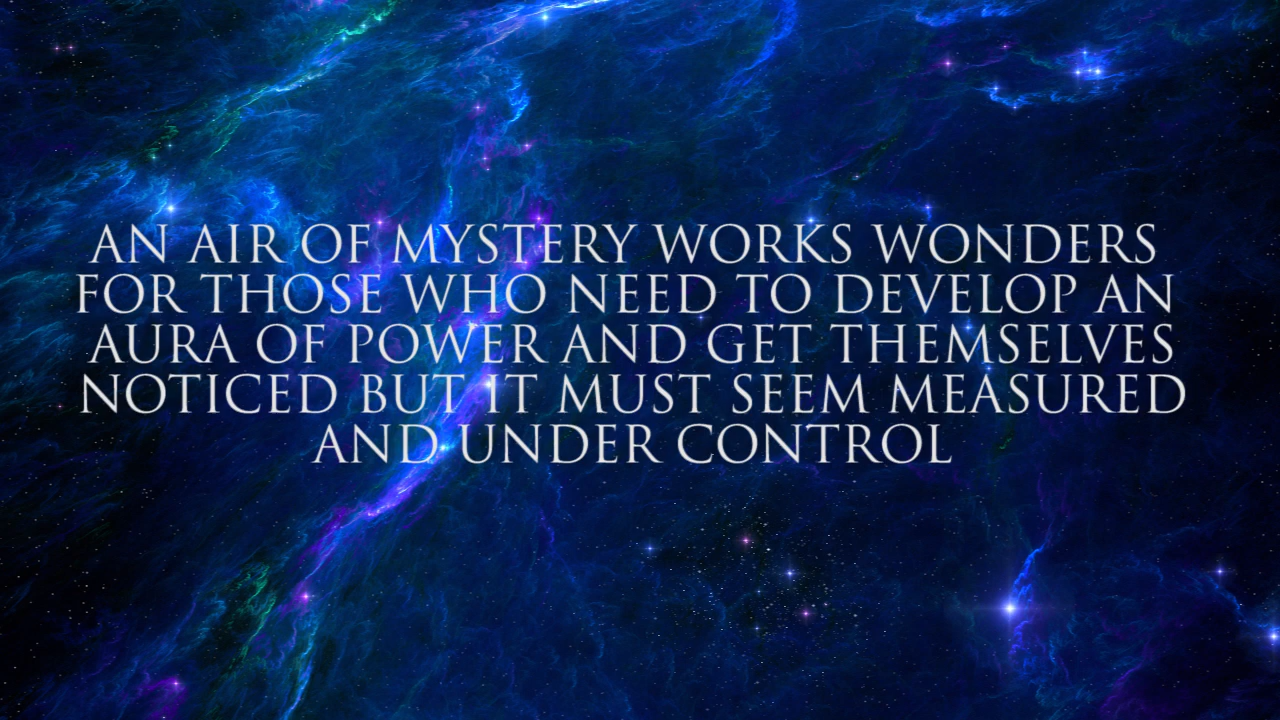 AN AIR OF MYSTERY WORKS WONDERS
FOR THOSE WHO NEED TO DEVELOP AN
AURA OF POWER AND GET THEMSELVES
NOTICED BUT IT MUST SEEM MEASURED
AND UNDER CONTROL